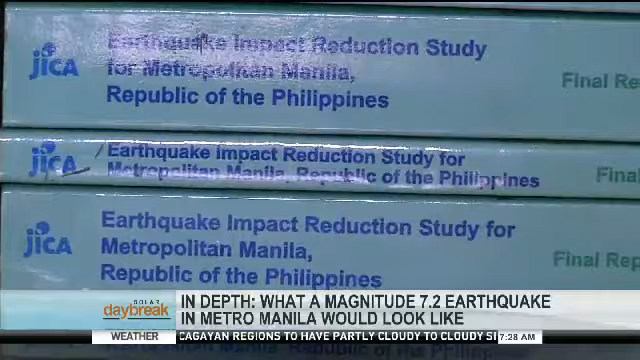 JICA
Earthquake Impact Reduction Study
for Metropolitan Manila,
Republic of the Philippines
Final Re
JICA
Earthquake Impact Reduction Study for
Metropolitan Manila, Republic of the Philippines
Final
JICA
Earthquake Impact Reduction Study for
Metropolitan Manila,
Republic of the Philippines
Final Rep
SOLAR
daybreak
IN DEPTH: WHAT A MAGNITUDE 7.2 EARTHQUAKE
IN METRO MANILA WOULD LOOK LIKE
WEATHER CAGAYAN REGIONS TO HAVE PARTLY CLOUDY TO CLOUDY S 7:28 AM